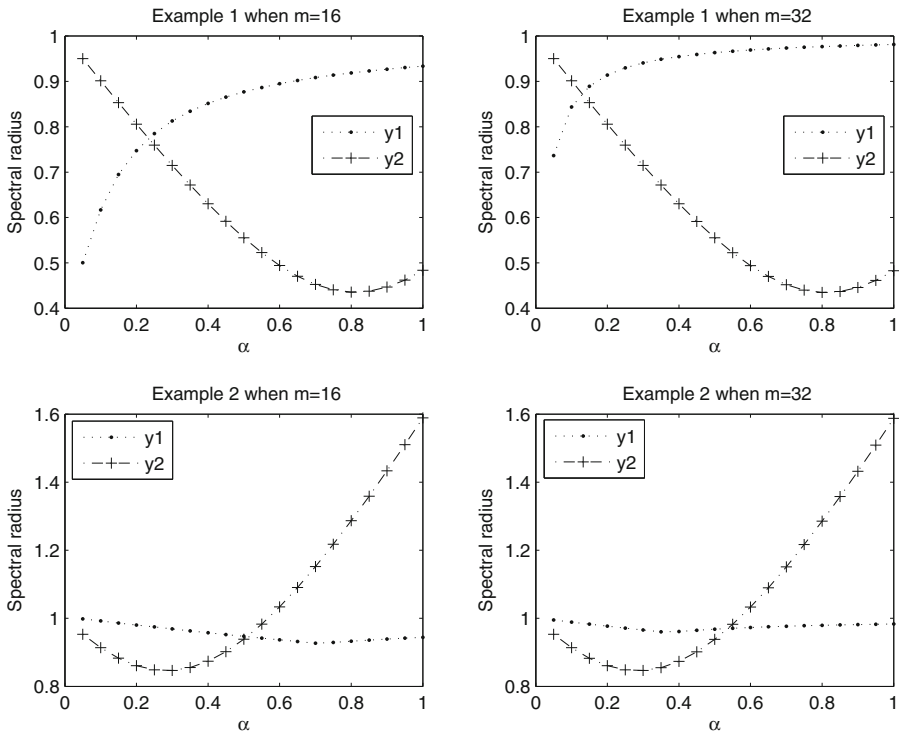 Example 1 when m=16
1
0.9
0.8
0.7
0.6
0.5
0.4
Spectral radius
y1
y2
0 0.2 0.4 0.6 0.8 1
α
Example 1 when m=32
1
0.9
0.8
0.7
0.6
0.5
0.4
Spectral radius
y1
y2
0 0.2 0.4 0.6 0.8 1
α
Example 2 when m=16
1.6
1.4
1.2
1
0.8
Spectral radius
y1
y2
0 0.2 0.4 0.6 0.8 1
α
Example 2 when m=32
1.6
1.4
1.2
1
0.8
Spectral radius
y1
y2
0 0.2 0.4 0.6 0.8 1
α